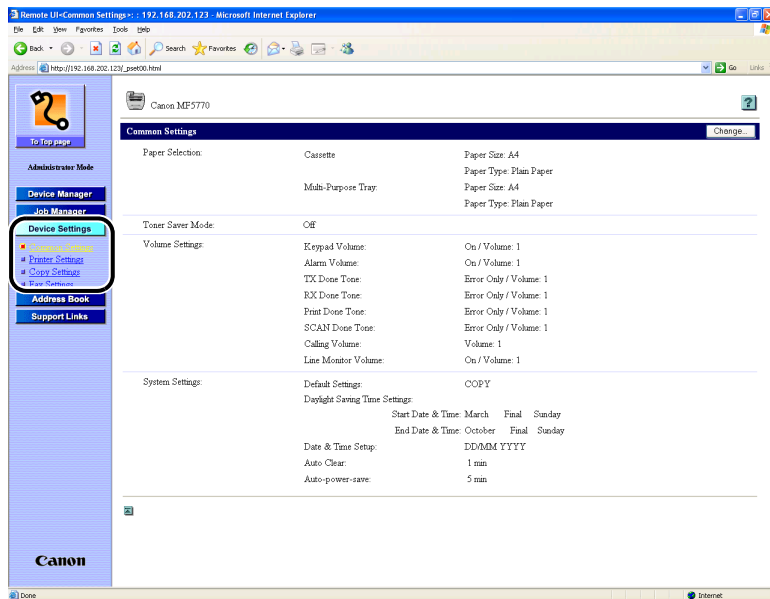 Remote UI<Common Settings>: : 192.168.202.123 - Microsoft Internet Explorer
File Edit View Favorites Tools Help
Back Search Favorites
Address http://192.168.202.123/_pset00.html Go Links
To Top page
Administrator Mode
Device Manager
Job Manager
Device Settings
Common Settings
Printer Settings
Copy Settings
Fax Settings
Address Book
Support Links
Canon
Canon MF5770 ?
Common Settings Change...
Paper Selection: Cassette Paper Size: A4
Paper Type: Plain Paper
Multi-Purpose Tray: Paper Size: A4
Paper Type: Plain Paper
Toner Saver Mode: Off
Volume Settings: Keypad Volume: On / Volume: 1
Alarm Volume: On / Volume: 1
TX Done Tone: Error Only / Volume: 1
RX Done Tone: Error Only / Volume: 1
Print Done Tone: Error Only / Volume: 1
SCAN Done Tone: Error Only / Volume: 1
Calling Volume: Volume: 1
Line Monitor Volume: On / Volume: 1
System Settings: Default Settings: COPY
Daylight Saving Time Settings:
Start Date & Time: March Final Sunday
End Date & Time: October Final Sunday
Date & Time Setup: DD/MM YYYY
Auto Clear: 1 min
Auto-power-save: 5 min
Done Internet